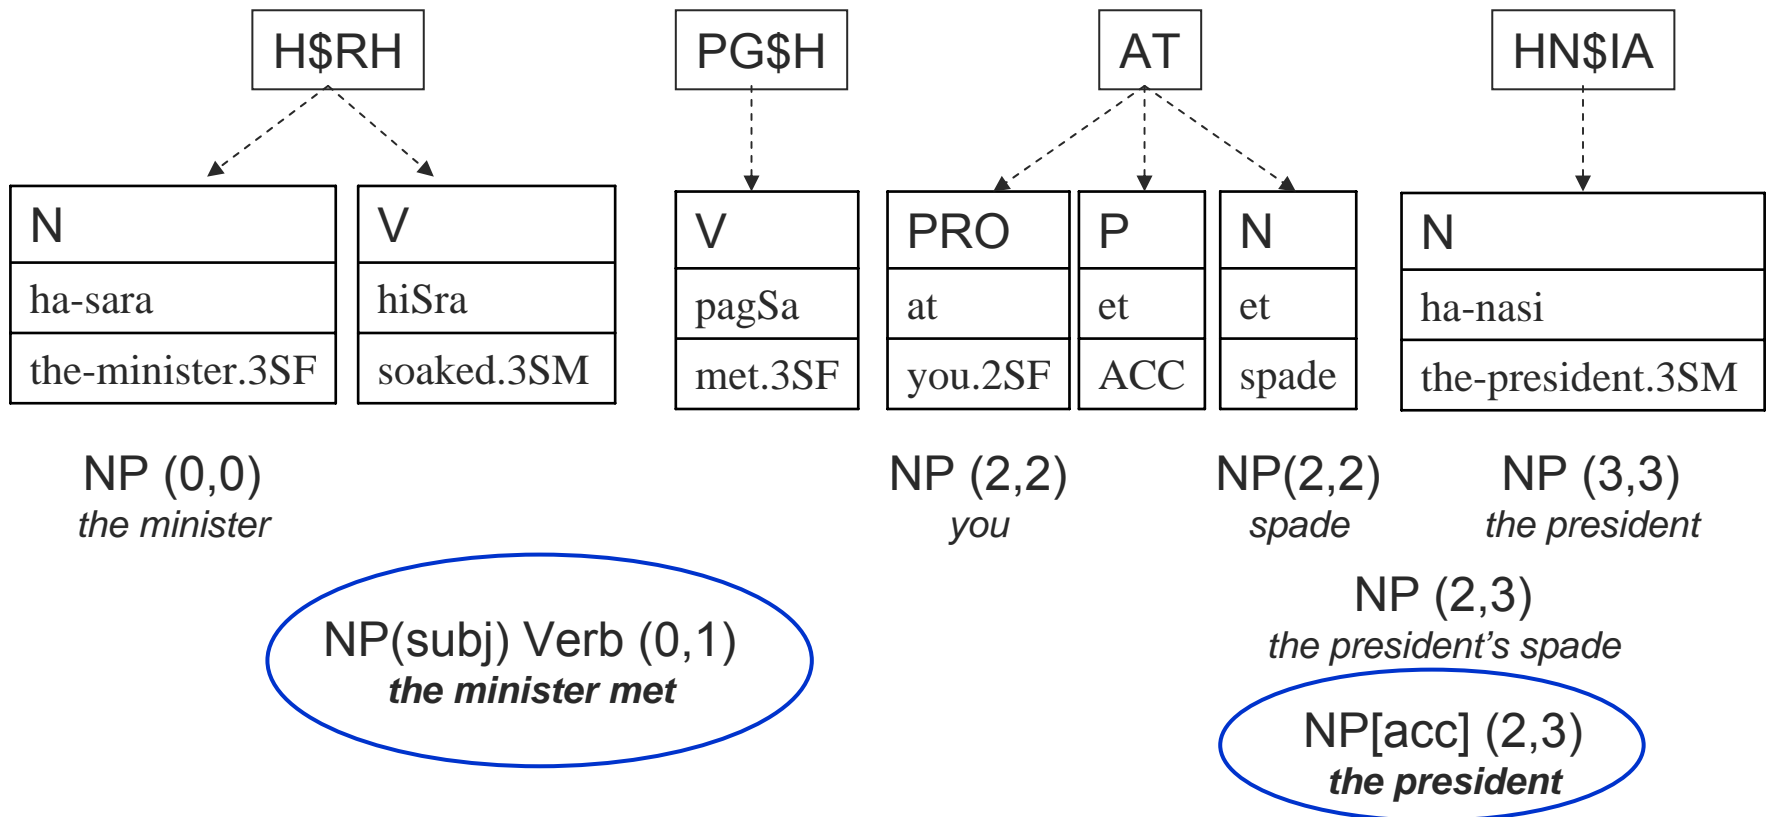 H$RH PG$H AT HN$IA
N V V PRO P N N
ha-sara hiSra pagSa at et et ha-nasi
the-minister.3SF soaked.3SM met.3SF you.2SF ACC spade the-president.3SM
NP (0,0) NP (2,2) NP(2,2) NP (3,3)
the minister you spade the president
NP (2,3)
the president's spade
NP(subj) Verb (0,1)
the minister met
NP[acc] (2,3)
the president